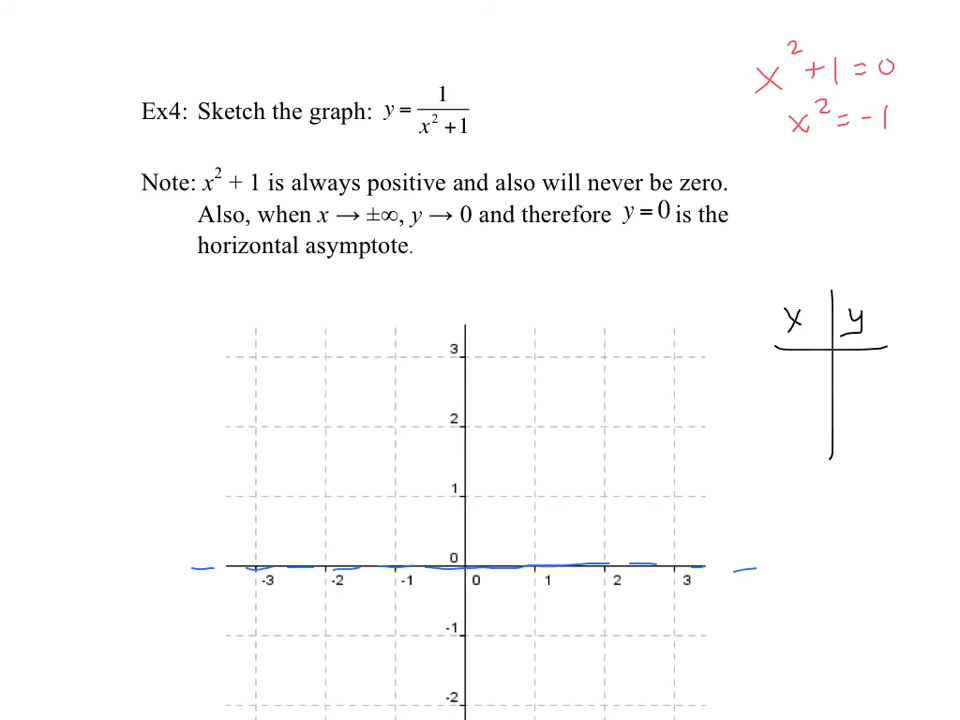 x² + 1 = 0
x² = -1
Ex4: Sketch the graph: y = 1/(x² + 1)
Note: x² + 1 is always positive and also will never be zero.
Also, when x → ±∞, y → 0 and therefore y = 0 is the
horizontal asymptote.
x y
3
2
1
0
-3 -2 -1 0 1 2 3
-1
-2